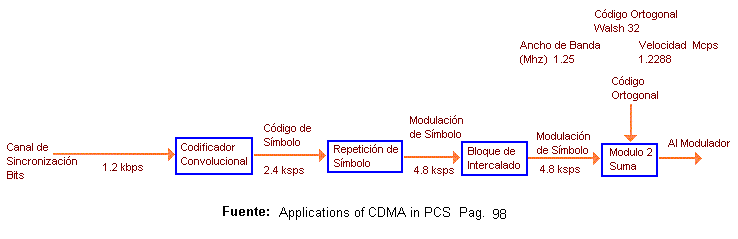 Código Ortogonal
Walsh 32
Ancho de Banda
(Mhz) 1.25
Velocidad Mcps
1.2288
Código
Ortogonal
Canal de
Sincronización
Bits
1.2 kbps
Codificador
Convolucional
Código de
Símbolo
2.4 ksps
Repetición de
Símbolo
Modulación
de Símbolo
4.8 ksps
Bloque de
Intercalado
Modulación
de Símbolo
4.8 ksps
Modulo 2
Suma
Al Modulador
Fuente: Applications of CDMA in PCS Pag. 98